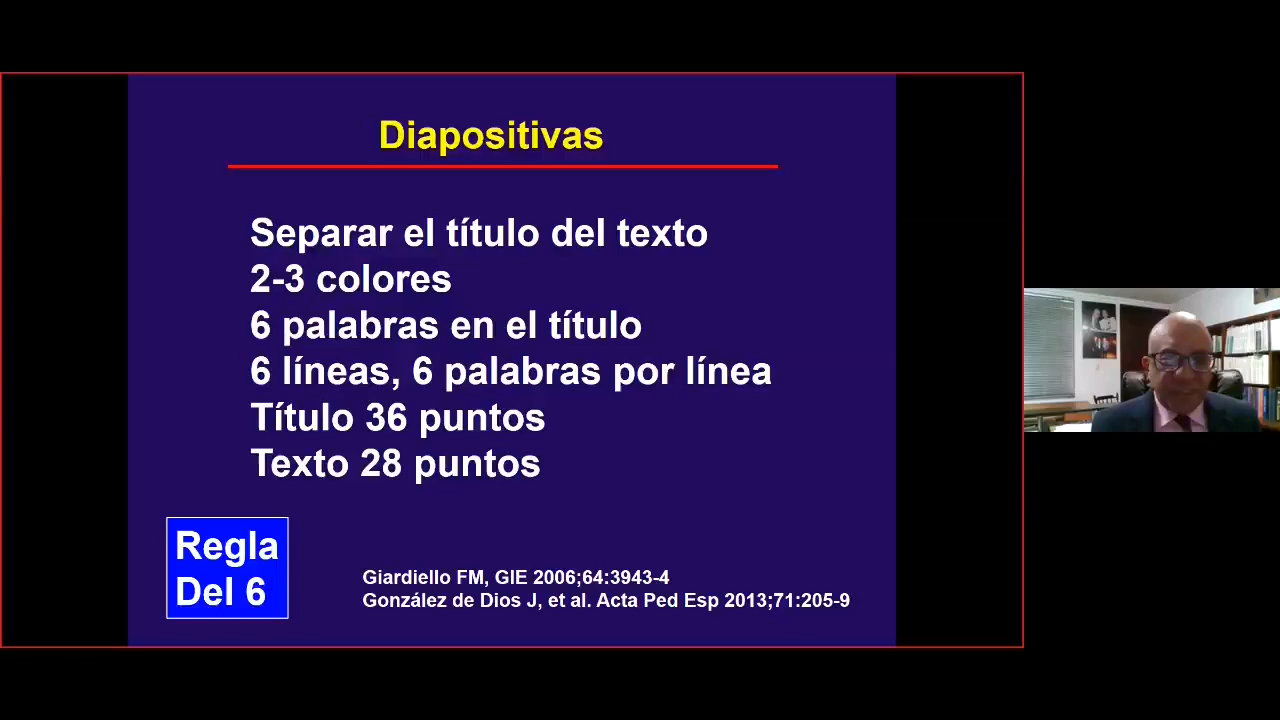 Diapositivas
Separar el título del texto
2-3 colores
6 palabras en el título
6 líneas, 6 palabras por línea
Título 36 puntos
Texto 28 puntos
Regla
Del 6
Giardiello FM, GIE 2006;64:3943-4
González de Dios J, et al. Acta Ped Esp 2013;71:205-9